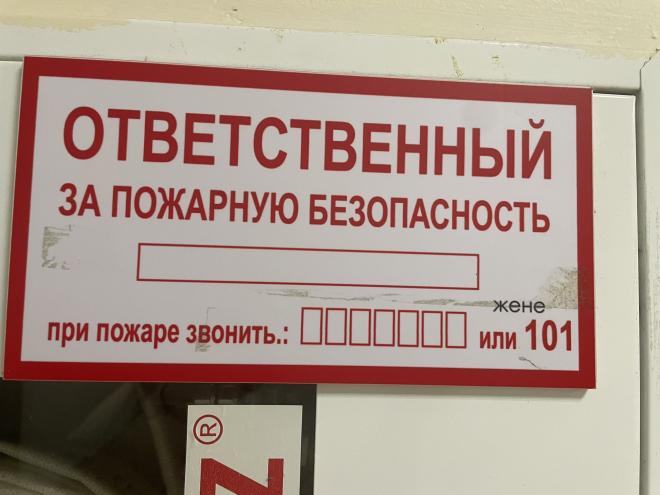 ОТВЕТСТВЕННЫЙ
ЗА ПОЖАРНУЮ БЕЗОПАСНОСТЬ
жене
при пожаре звонить.: или 101
Z®